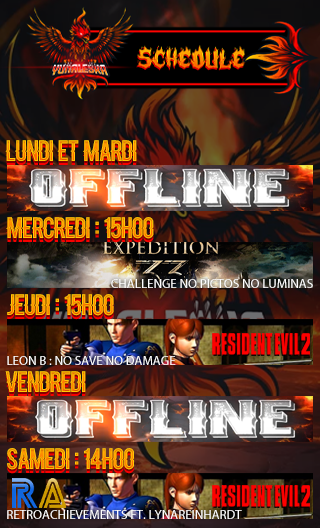 SCHEDULE
LUNDI ET MARDI
OFFLINE
MERCREDI : 15H00
EXPEDITION
33
CHALLENGE NO PICTOS NO LUMINAS
JEUDI : 15H00
RESIDENT EVIL 2
LEON B : NO SAVE NO DAMAGE
VENDREDI
OFFLINE
SAMEDI : 14H00
RA
RESIDENT EVIL 2
RETROACHIEVEMENTS FT. LYNAREINHARDT